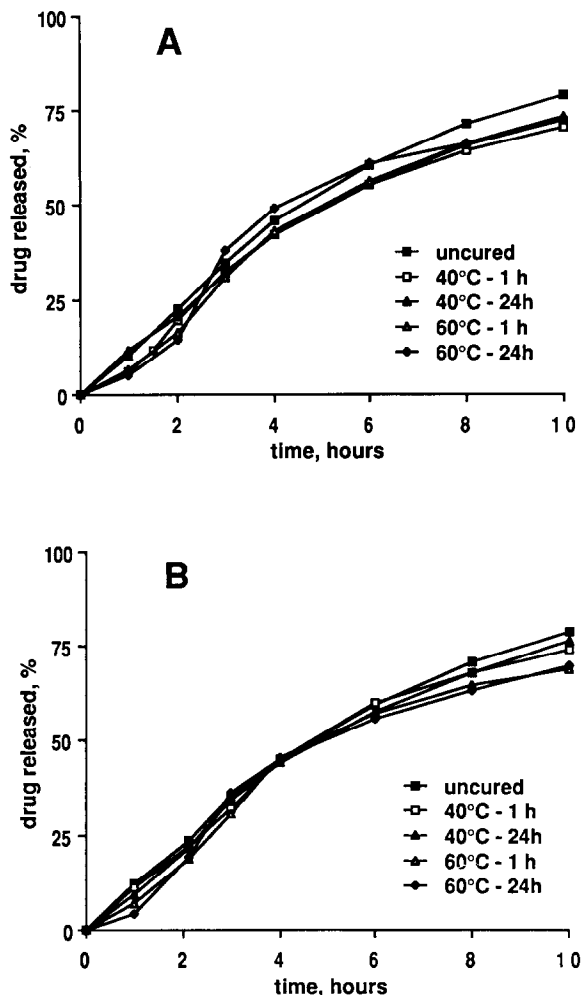 A
100
75
50
25
0
drug released, %
uncured
40°C - 1 h
40°C - 24h
60°C - 1 h
60°C - 24h
0 2 4 6 8 10
time, hours
B
100
75
50
25
0
drug released, %
uncured
40°C - 1 h
40°C - 24h
60°C - 1 h
60°C - 24h
0 2 4 6 8 10
time, hours